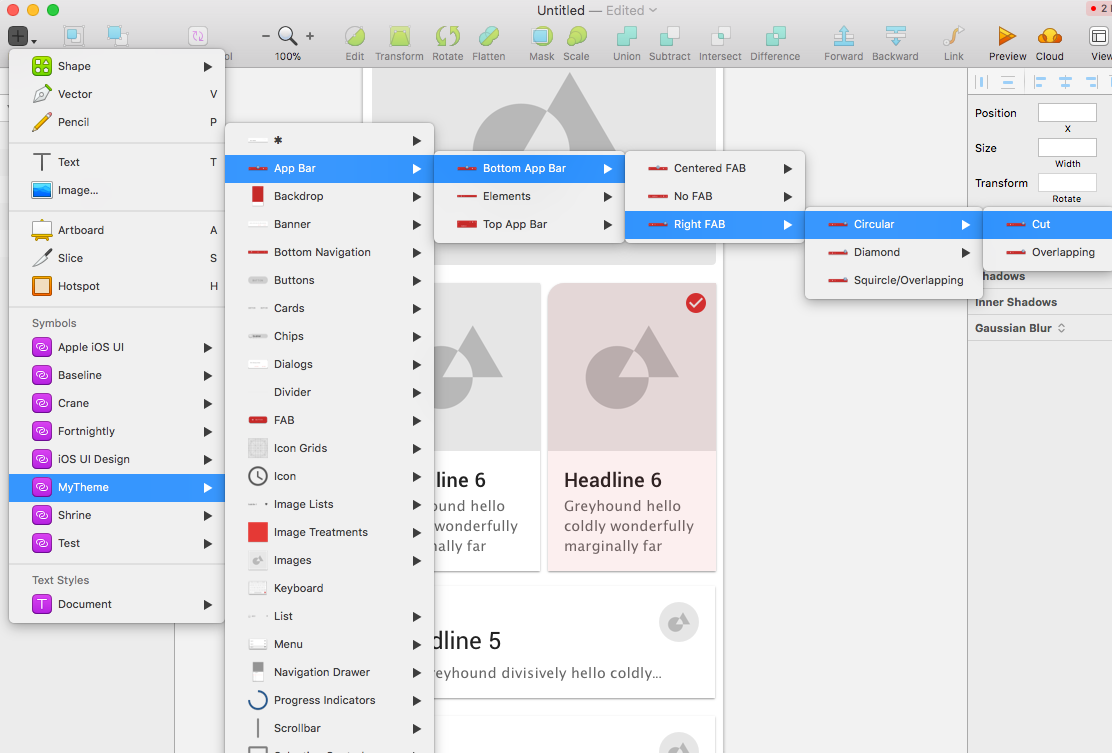 Untitled — Edited
2
100%
Edit
Transform
Rotate
Flatten
Mask
Scale
Union
Subtract
Intersect
Difference
Forward
Backward
Link
Preview
Cloud
View
Shape
Vector V
Pencil P
Text T
Image...
Artboard A
Slice S
Hotspot H
Symbols
Apple iOS UI
Baseline
Crane
Fortnightly
iOS UI Design
MyTheme
Shrine
Test
Text Styles
Document
*
App Bar
Backdrop
Banner
Bottom Navigation
Buttons
Cards
Chips
Dialogs
Divider
FAB
Icon Grids
Icon
Image Lists
Image Treatments
Images
Keyboard
List
Menu
Navigation Drawer
Progress Indicators
Scrollbar
Bottom App Bar
Elements
Top App Bar
Centered FAB
No FAB
Right FAB
Circular
Diamond
Squircle/Overlapping
Cut
Overlapping
Position
X
Size
Width
Transform
Rotate
hadows
Inner Shadows
Gaussian Blur
line 6
ound hello
wonderfully
nally far
Headline 6
Greyhound hello
coldly wonderfully
marginally far
dline 5
reyhound divisively hello coldly...